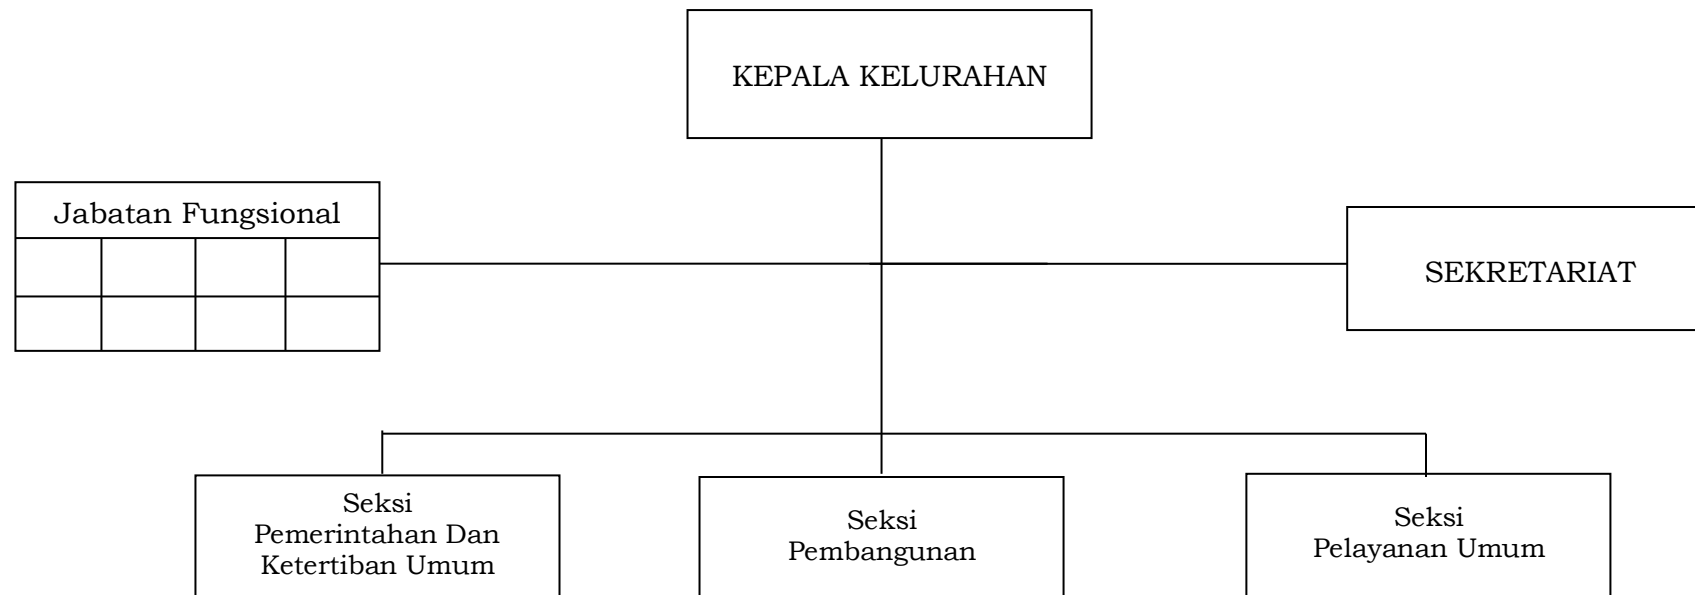 KEPALA KELURAHAN
Jabatan Fungsional
SEKRETARIAT
Seksi
Pemerintahan Dan
Ketertiban Umum
Seksi
Pembangunan
Seksi
Pelayanan Umum